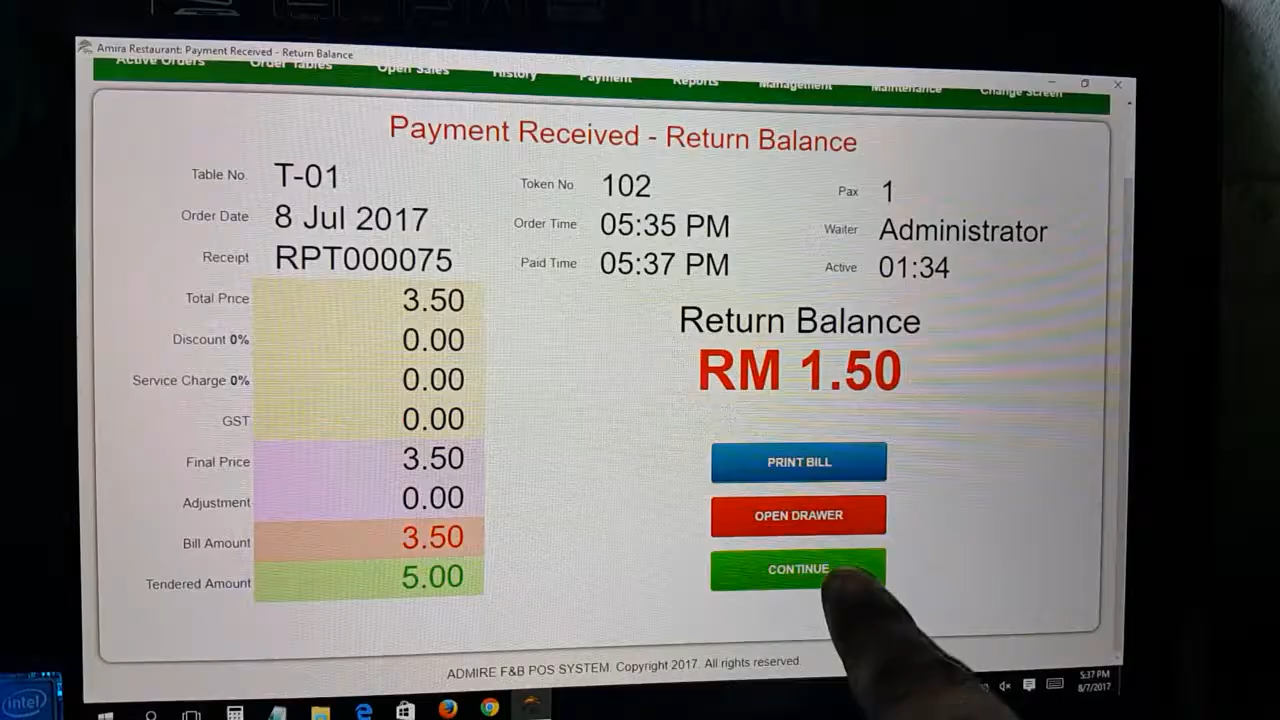 Amira Restaurant: Payment Received - Return Balance
Active Orders Order Tables Open Sales History Payment Reports Management Maintenance Change Screen
Payment Received - Return Balance
Table No. T-01 Token No. 102 Pax 1
Order Date 8 Jul 2017 Order Time 05:35 PM Waiter Administrator
Receipt RPT000075 Paid Time 05:37 PM Active 01:34
Total Price 3.50
Discount 0% 0.00
Service Charge 0% 0.00
GST 0.00
Final Price 3.50
Adjustment 0.00
Bill Amount 3.50
Tendered Amount 5.00
Return Balance
RM 1.50
PRINT BILL
OPEN DRAWER
CONTINUE
ADMIRE F&B POS SYSTEM. Copyright 2017. All rights reserved.
5:37 PM
8/7/2017
intel